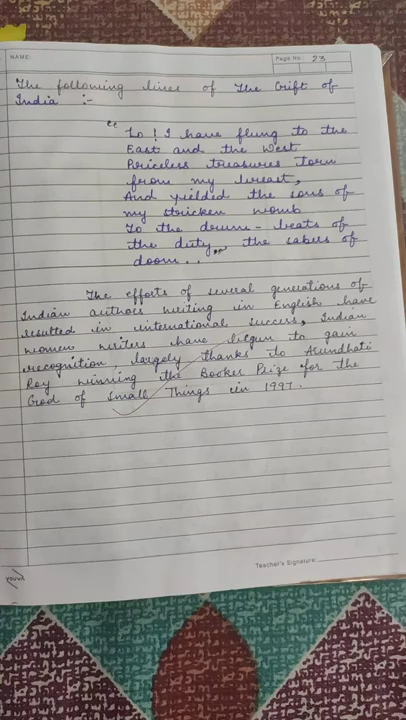 NAME:
Page No. 23
The following lines of The Grift of
India :-
"
To ! I have flung to the
East and the West
Priceless treasures torn
from my breast,
And yielded the sons of
my stricken womb
To the drum - beats of
the duty, the sabers of
doom..
The efforts of several generations of
Indian authors writing in English have
resulted in international success, Indian
women writers have begun to gain
recognition largely thanks to Arundhati
Roy winning the Booker Prize for the
God of Small Things in 1997.
Teacher's Signature:
youva